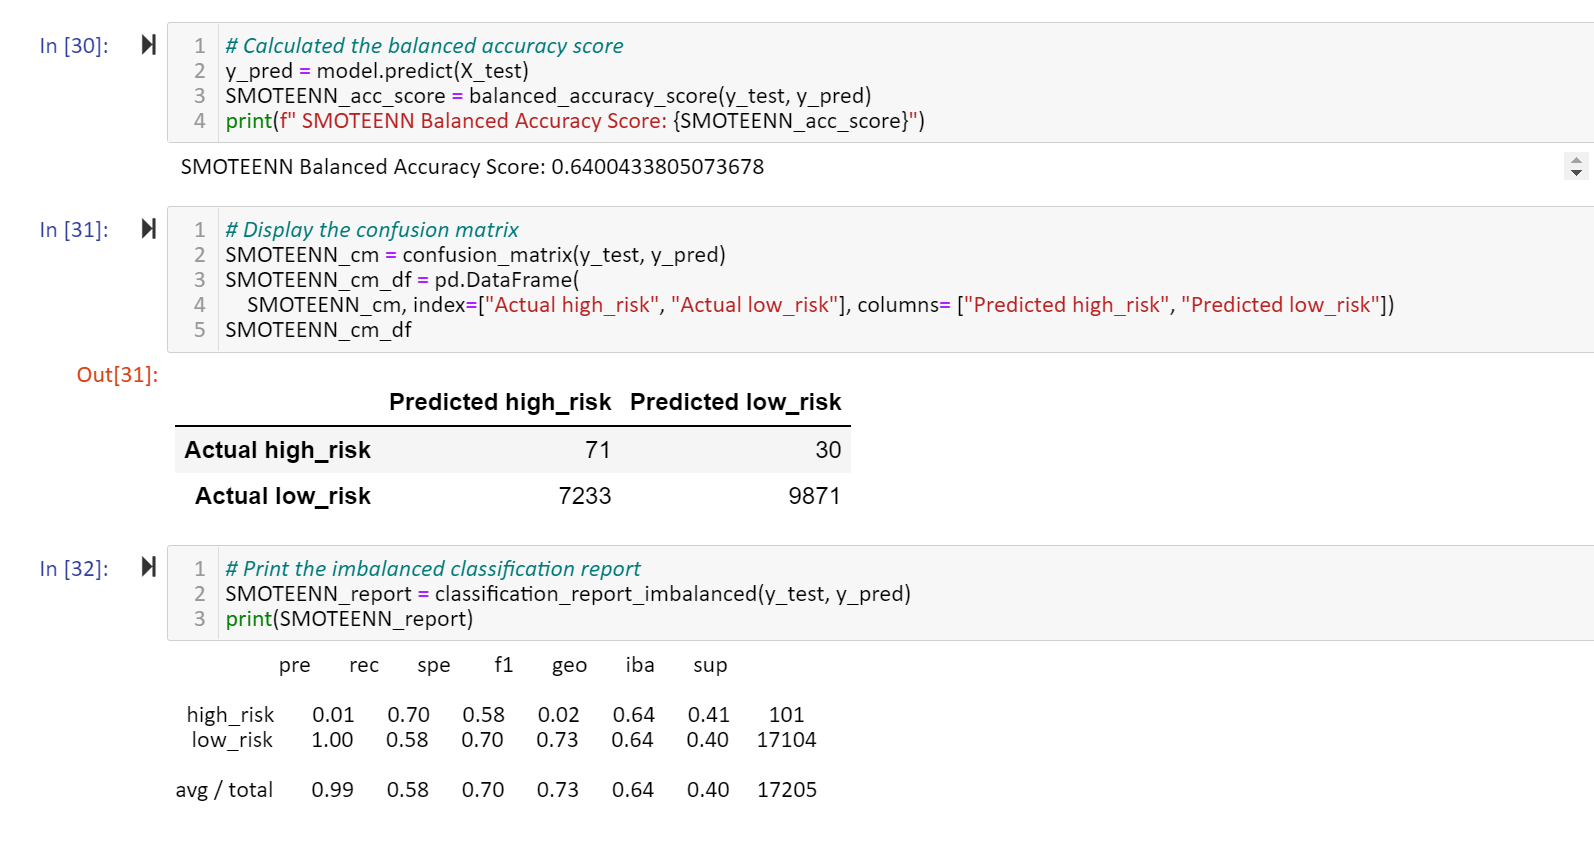 In [30]:
1 # Calculated the balanced accuracy score
2 y_pred = model.predict(X_test)
3 SMOTEENN_acc_score = balanced_accuracy_score(y_test, y_pred)
4 print(f" SMOTEENN Balanced Accuracy Score: {SMOTEENN_acc_score}")
SMOTEENN Balanced Accuracy Score: 0.6400433805073678
In [31]:
1 # Display the confusion matrix
2 SMOTEENN_cm = confusion_matrix(y_test, y_pred)
3 SMOTEENN_cm_df = pd.DataFrame(
4 SMOTEENN_cm, index=["Actual high_risk", "Actual low_risk"], columns= ["Predicted high_risk", "Predicted low_risk"])
5 SMOTEENN_cm_df
Out[31]:
Predicted high_risk Predicted low_risk
Actual high_risk 71 30
Actual low_risk 7233 9871
In [32]:
1 # Print the imbalanced classification report
2 SMOTEENN_report = classification_report_imbalanced(y_test, y_pred)
3 print(SMOTEENN_report)
pre rec spe f1 geo iba sup
high_risk 0.01 0.70 0.58 0.02 0.64 0.41 101
low_risk 1.00 0.58 0.70 0.73 0.64 0.40 17104
avg / total 0.99 0.58 0.70 0.73 0.64 0.40 17205